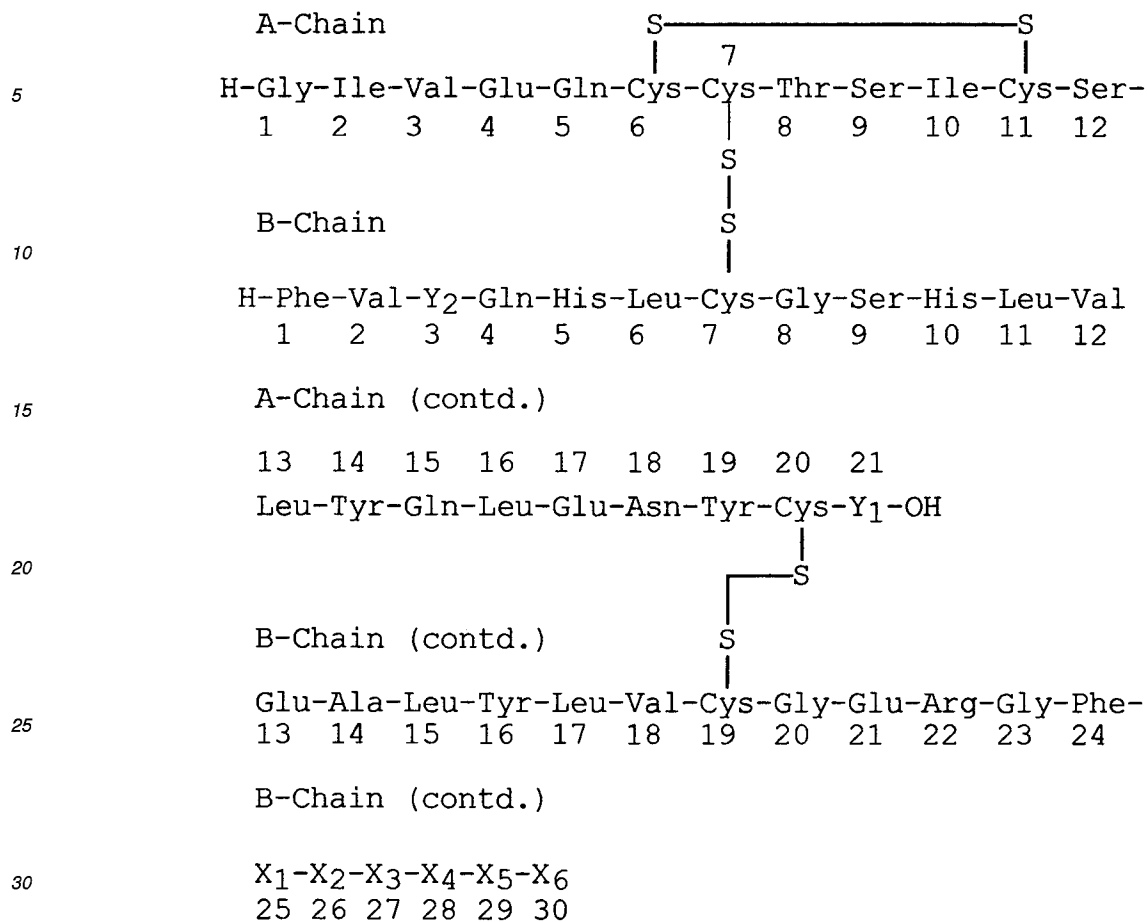 A-Chain
S S
7
5 H-Gly-Ile-Val-Glu-Gln-Cys-Cys-Thr-Ser-Ile-Cys-Ser-
1 2 3 4 5 6 8 9 10 11 12
S
B-Chain S
10
H-Phe-Val-Y2-Gln-His-Leu-Cys-Gly-Ser-His-Leu-Val
1 2 3 4 5 6 7 8 9 10 11 12
15 A-Chain (contd.)
13 14 15 16 17 18 19 20 21
Leu-Tyr-Gln-Leu-Glu-Asn-Tyr-Cys-Y1-OH
20 S
B-Chain (contd.) S
Glu-Ala-Leu-Tyr-Leu-Val-Cys-Gly-Glu-Arg-Gly-Phe-
25 13 14 15 16 17 18 19 20 21 22 23 24
B-Chain (contd.)
30 X1-X2-X3-X4-X5-X6
25 26 27 28 29 30